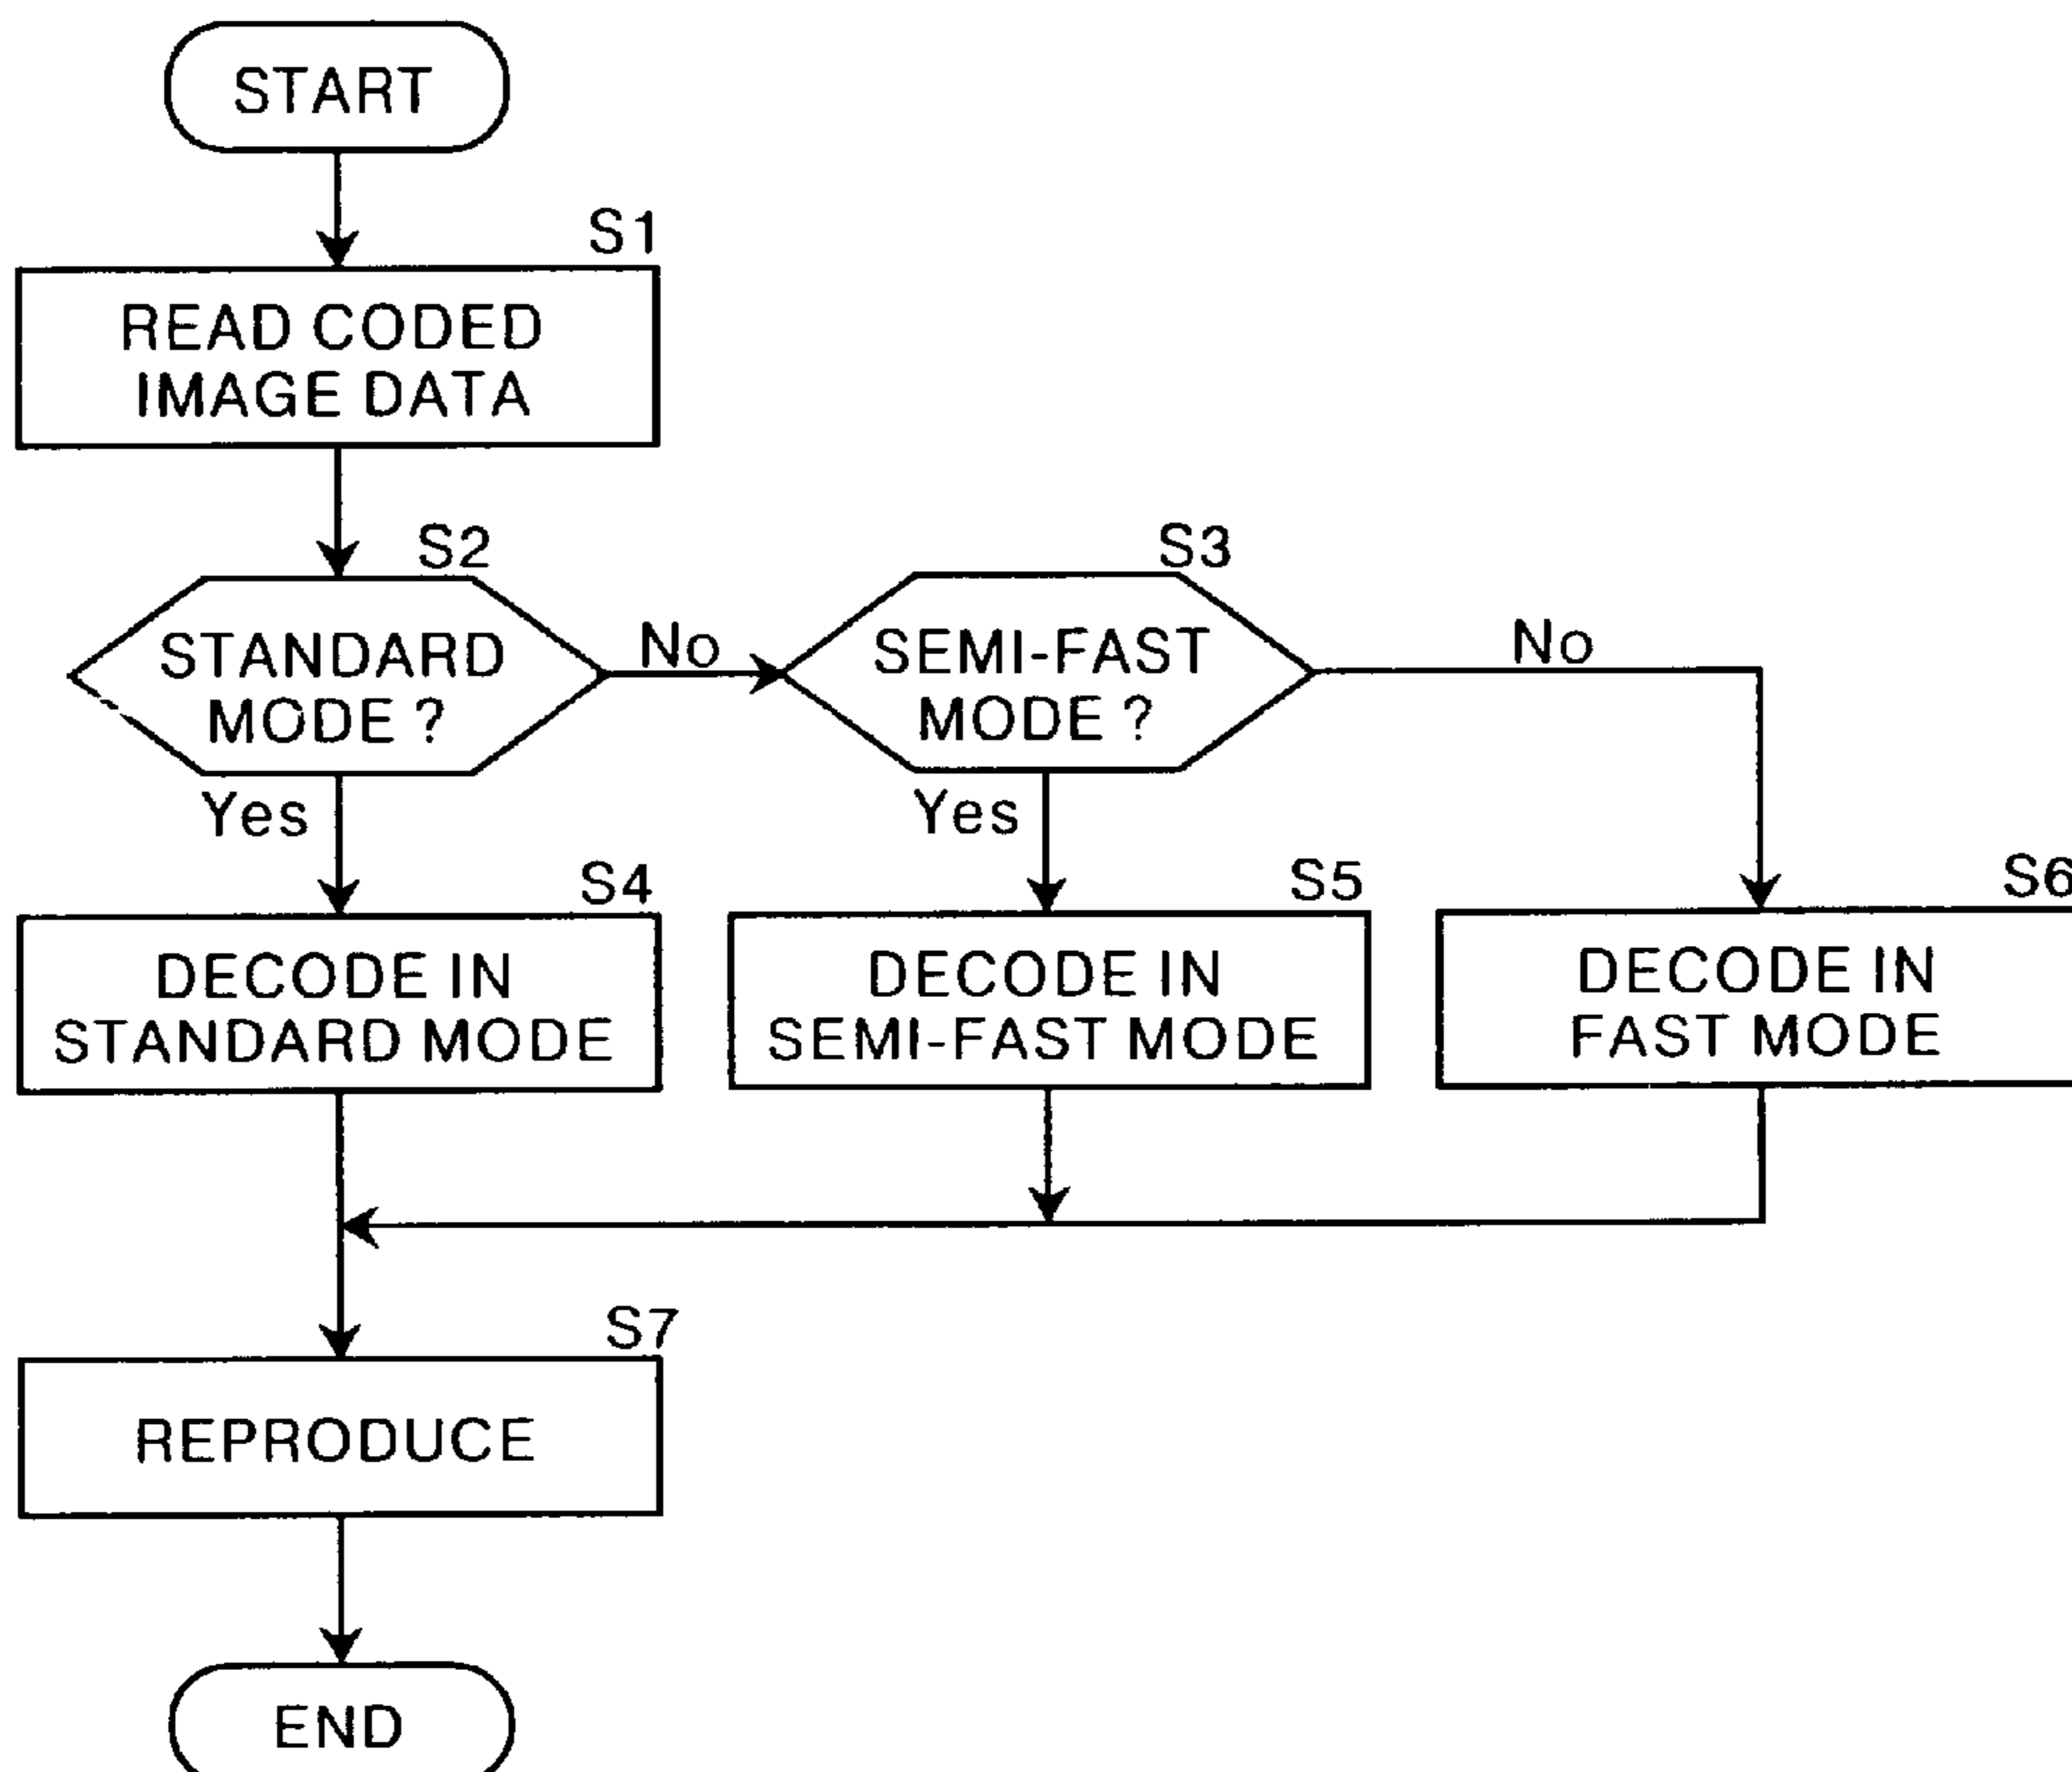 START
S1
READ CODED
IMAGE DATA
S2
STANDARD
MODE ?
No
S3
SEMI-FAST
MODE ?
No
Yes
Yes
S4
DECODE IN
STANDARD MODE
S5
DECODE IN
SEMI-FAST MODE
S6
DECODE IN
FAST MODE
S7
REPRODUCE
END